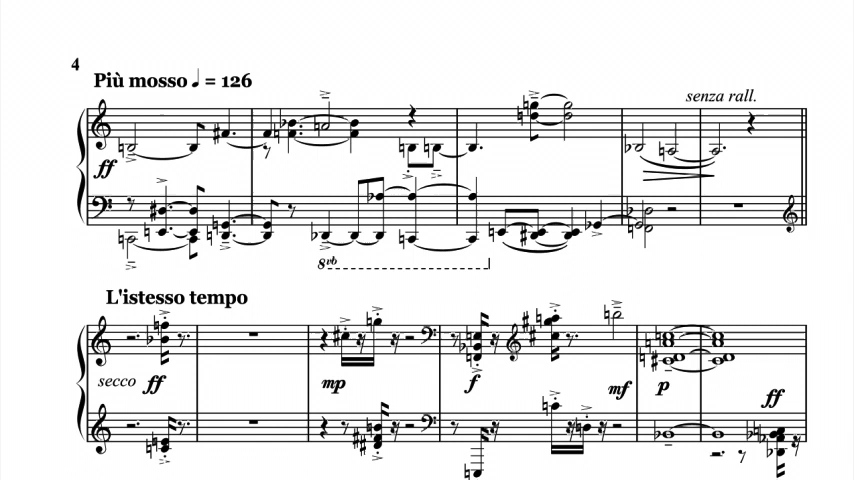 4
Più mosso ♩ = 126
senza rall.
ff
8vb
L'istesso tempo
secco ff mp f mf p ff